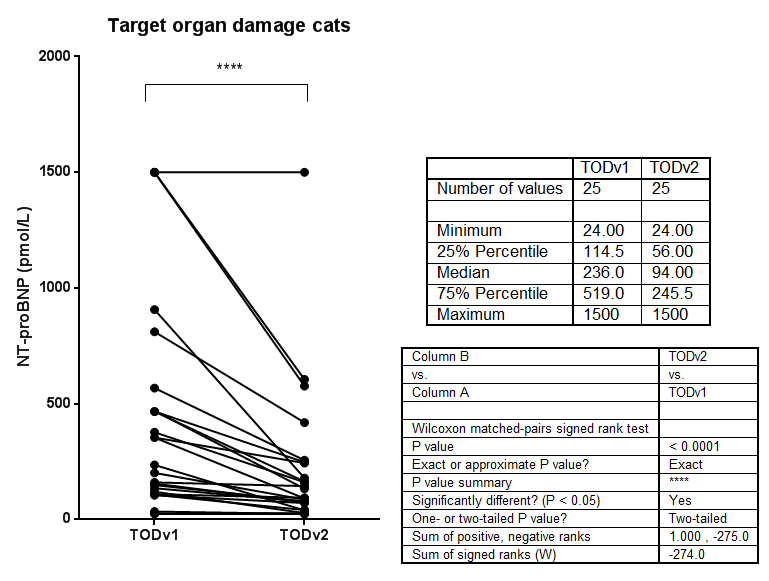 Target organ damage cats
2000
1500
1000
500
0
NT-proBNP (pmol/L)
****
TODv1 TODv2
TODv1 TODv2
Number of values 25 25
Minimum 24.00 24.00
25% Percentile 114.5 56.00
Median 236.0 94.00
75% Percentile 519.0 245.5
Maximum 1500 1500
Column B TODv2
vs. vs.
Column A TODv1
Wilcoxon matched-pairs signed rank test
P value < 0.0001
Exact or approximate P value? Exact
P value summary ****
Significantly different? (P < 0.05) Yes
One- or two-tailed P value? Two-tailed
Sum of positive, negative ranks 1.000 , -275.0
Sum of signed ranks (W) -274.0